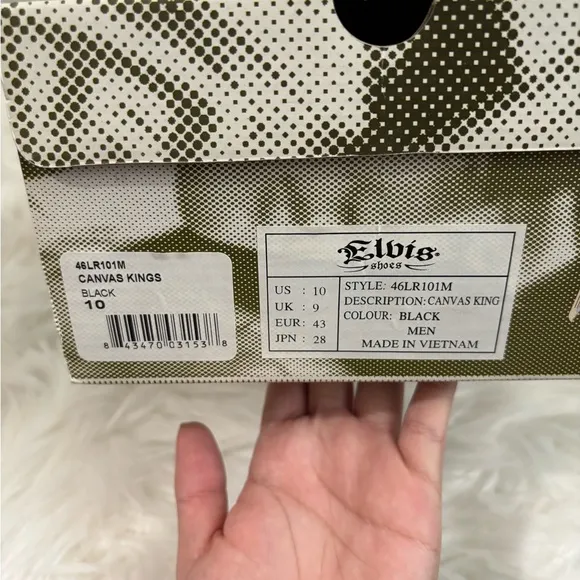 46LR101M
CANVAS KINGS
BLACK
10
8 43470 03153 8
Elvis
shoes
US : 10
UK : 9
EUR: 43
JPN : 28
STYLE: 46LR101M
DESCRIPTION: CANVAS KING
COLOUR: BLACK
MEN
MADE IN VIETNAM